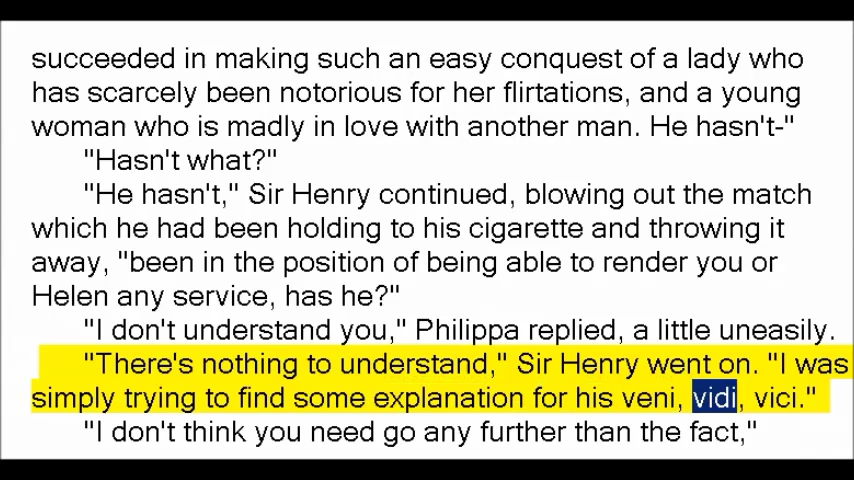 succeeded in making such an easy conquest of a lady who
has scarcely been notorious for her flirtations, and a young
woman who is madly in love with another man. He hasn't-"
"Hasn't what?"
"He hasn't," Sir Henry continued, blowing out the match
which he had been holding to his cigarette and throwing it
away, "been in the position of being able to render you or
Helen any service, has he?"
"I don't understand you," Philippa replied, a little uneasily.
"There's nothing to understand," Sir Henry went on. "I was
simply trying to find some explanation for his veni, vidi, vici."
"I don't think you need go any further than the fact,"